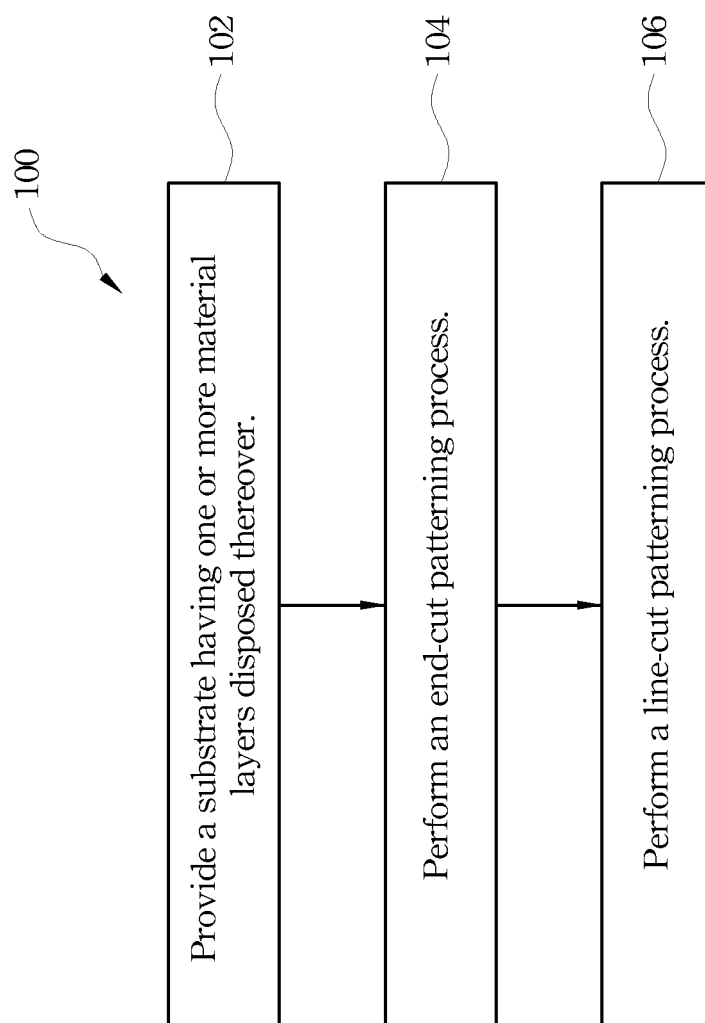 100
Provide a substrate having one or more material
layers disposed thereover.
102
Perform an end-cut patterning process.
104
Perform a line-cut patterning process.
106